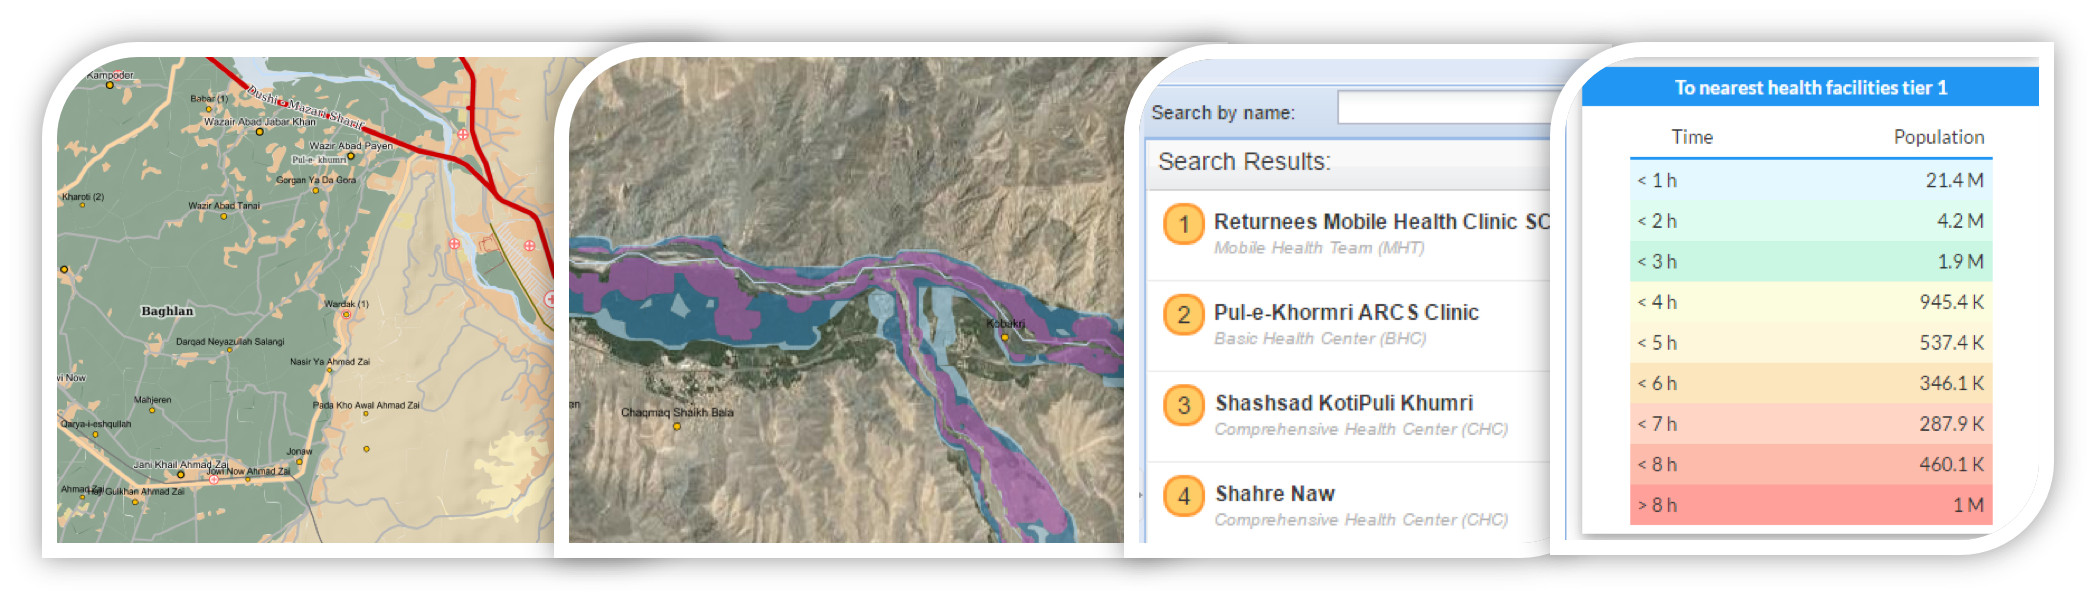 Kampoder
Babar (1)
Dushi - Mazari Sharif
Wazair Abad Jabar Khan
Wazir Abad Payen
Pul-e- khumri
Gorgan Ya Da Gora
Kharoti (2)
Wazir Abad Tanai
Wardak (1)
Baghlan
Darqad Neyazullah Salangi
Nasir Ya Ahmad Zai
wi Now
Mahjeren
Pada Kho Awal Ahmad Zai
Qarya-i-eshqullah
Jonaw
Jani Khail Ahmad Zai
Jowi Now Ahmad Zai
Ahmad Zai
Gulkhan Ahmad Zai
Kobakri
an
Chaqmaq Shaikh Bala
Search by name:
Search Results:
1 Returnees Mobile Health Clinic SC
Mobile Health Team (MHT)
2 Pul-e-Khormri ARCS Clinic
Basic Health Center (BHC)
3 Shashsad KotiPuli Khumri
Comprehensive Health Center (CHC)
4 Shahre Naw
Comprehensive Health Center (CHC)
To nearest health facilities tier 1
Time Population
< 1 h 21.4 M
< 2 h 4.2 M
< 3 h 1.9 M
< 4 h 945.4 K
< 5 h 537.4 K
< 6 h 346.1 K
< 7 h 287.9 K
< 8 h 460.1 K
> 8 h 1 M